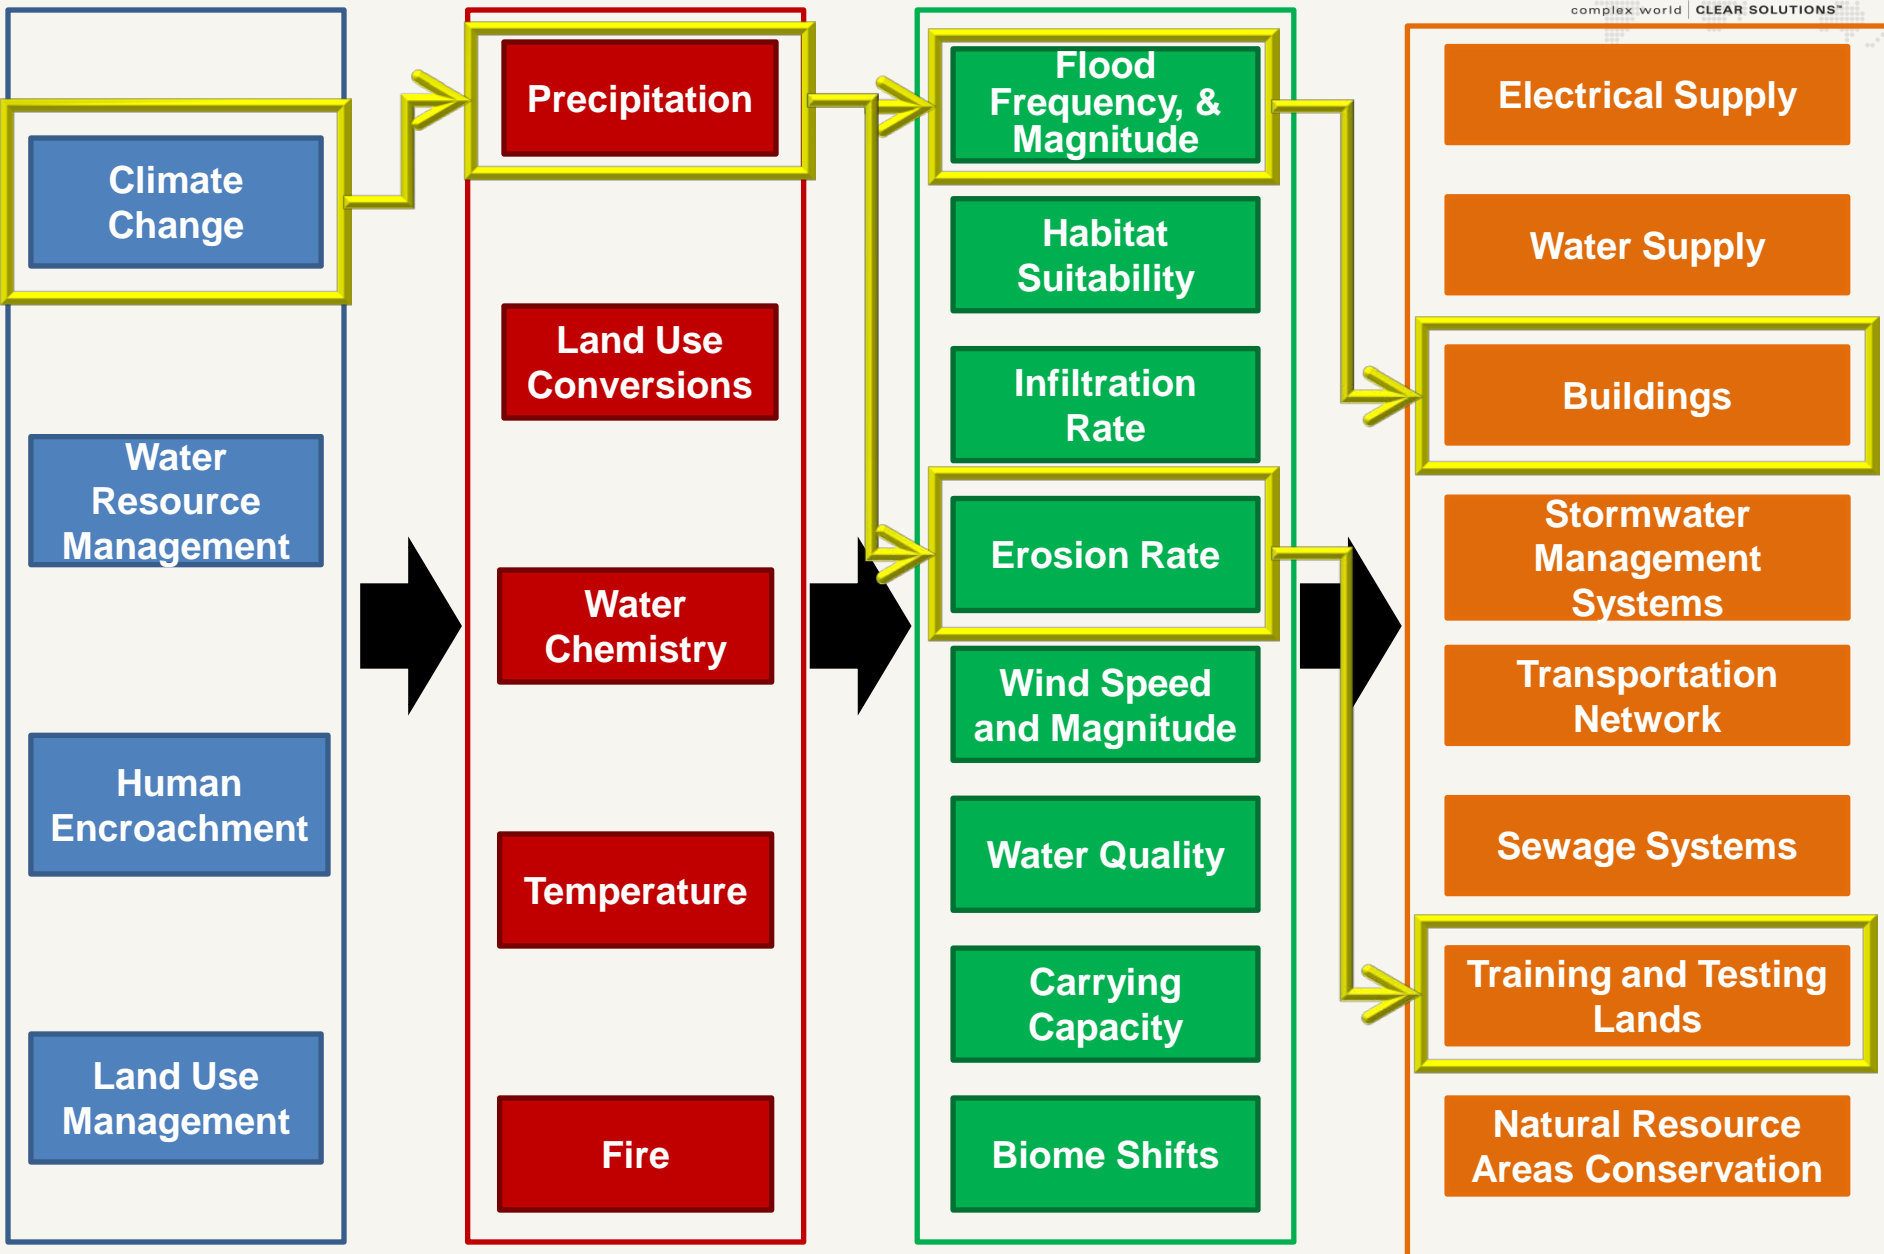 complex world | CLEAR SOLUTIONS™
Climate
Change
Water
Resource
Management
Human
Encroachment
Land Use
Management
Precipitation
Land Use
Conversions
Water
Chemistry
Temperature
Fire
Flood
Frequency, &
Magnitude
Habitat
Suitability
Infiltration
Rate
Erosion Rate
Wind Speed
and Magnitude
Water Quality
Carrying
Capacity
Biome Shifts
Electrical Supply
Water Supply
Buildings
Stormwater
Management
Systems
Transportation
Network
Sewage Systems
Training and Testing
Lands
Natural Resource
Areas Conservation